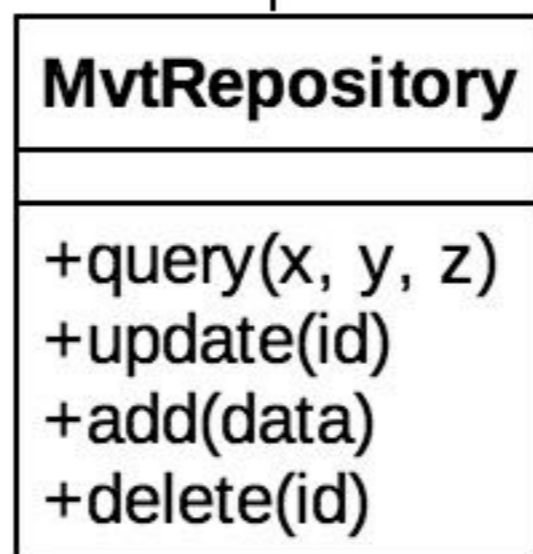 MvtRepository
+query(x, y, z)
+update(id)
+add(data)
+delete(id)